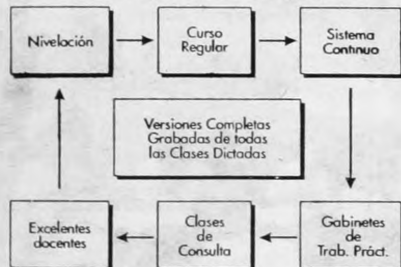 Nivelación
Curso
Regular
Sistema
Continuo
Versiones Completas
Grabadas de todas
las Clases Dictadas
Excelentes
docentes
Clases
de
Consulta
Gabinetes
de
Trab. Práct.